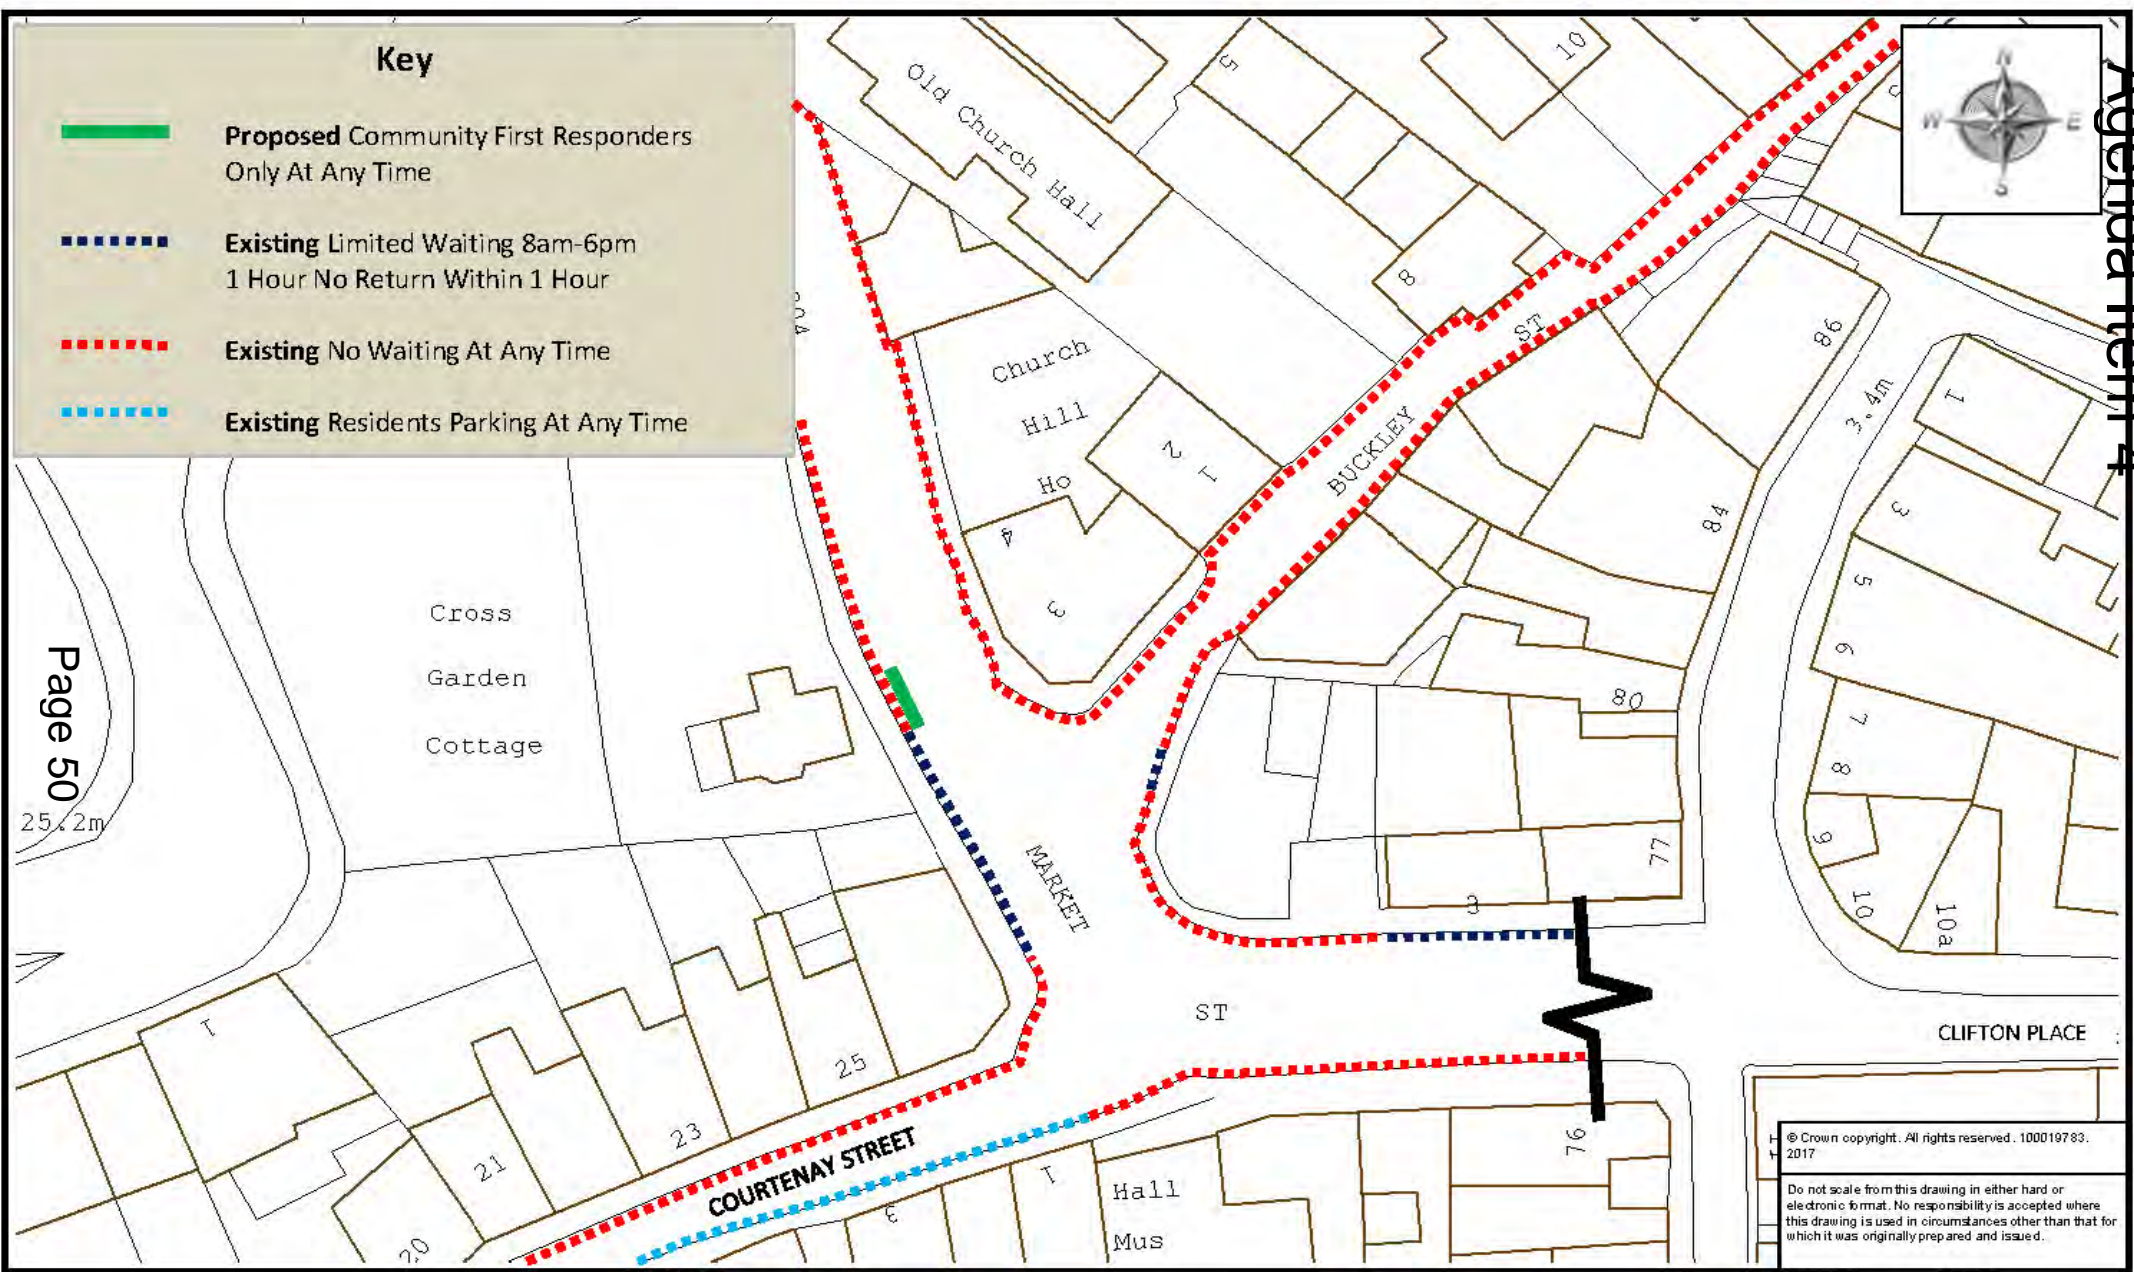 Key
Proposed Community First Responders
Only At Any Time
Existing Limited Waiting 8am-6pm
1 Hour No Return Within 1 Hour
Existing No Waiting At Any Time
Existing Residents Parking At Any Time
N
W
E
S
Agenda Item 4
Page 50
Old Church Hall
5
10
8
Church
Hill
Ho
2
1
4
3
BUCKLEY
ST
86
84
3.4m
1
3
5
6
7
8
9
10
10a
80
77
3
Cross
Garden
Cottage
25.2m
MARKET
ST
CLIFTON PLACE
1
25
23
21
20
COURTENAY STREET
3
1
Hall
Mus
76
© Crown copyright. All rights reserved. 100019783.
2017
Do not scale from this drawing in either hard or
electronic format. No responsibility is accepted where
this drawing is used in circumstances other than that for
which it was originally prepared and issued.